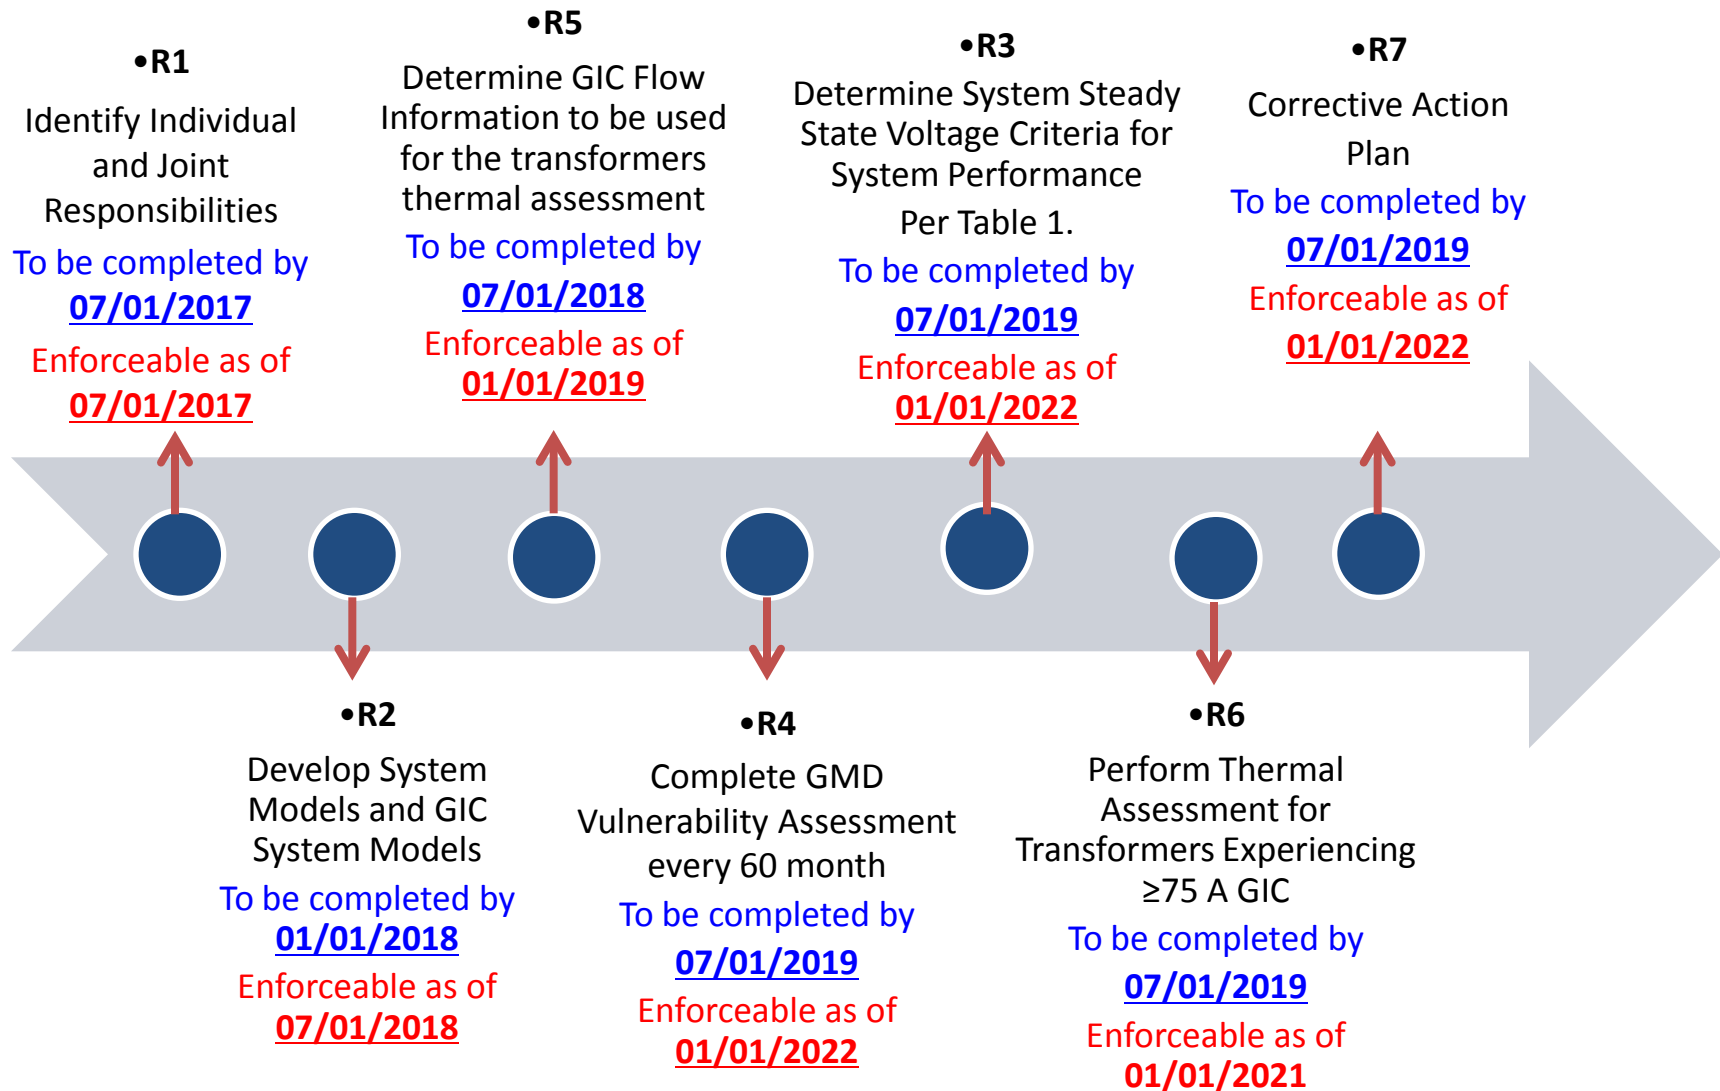 •R1
Identify Individual
and Joint
Responsibilities
To be completed by
07/01/2017
Enforceable as of
07/01/2017
•R5
Determine GIC Flow
Information to be used
for the transformers
thermal assessment
To be completed by
07/01/2018
Enforceable as of
01/01/2019
•R3
Determine System Steady
State Voltage Criteria for
System Performance
Per Table 1.
To be completed by
07/01/2019
Enforceable as of
01/01/2022
•R7
Corrective Action
Plan
To be completed by
07/01/2019
Enforceable as of
01/01/2022
•R2
Develop System
Models and GIC
System Models
To be completed by
01/01/2018
Enforceable as of
07/01/2018
•R4
Complete GMD
Vulnerability Assessment
every 60 month
To be completed by
07/01/2019
Enforceable as of
01/01/2022
•R6
Perform Thermal
Assessment for
Transformers Experiencing
≥75 A GIC
To be completed by
07/01/2019
Enforceable as of
01/01/2021